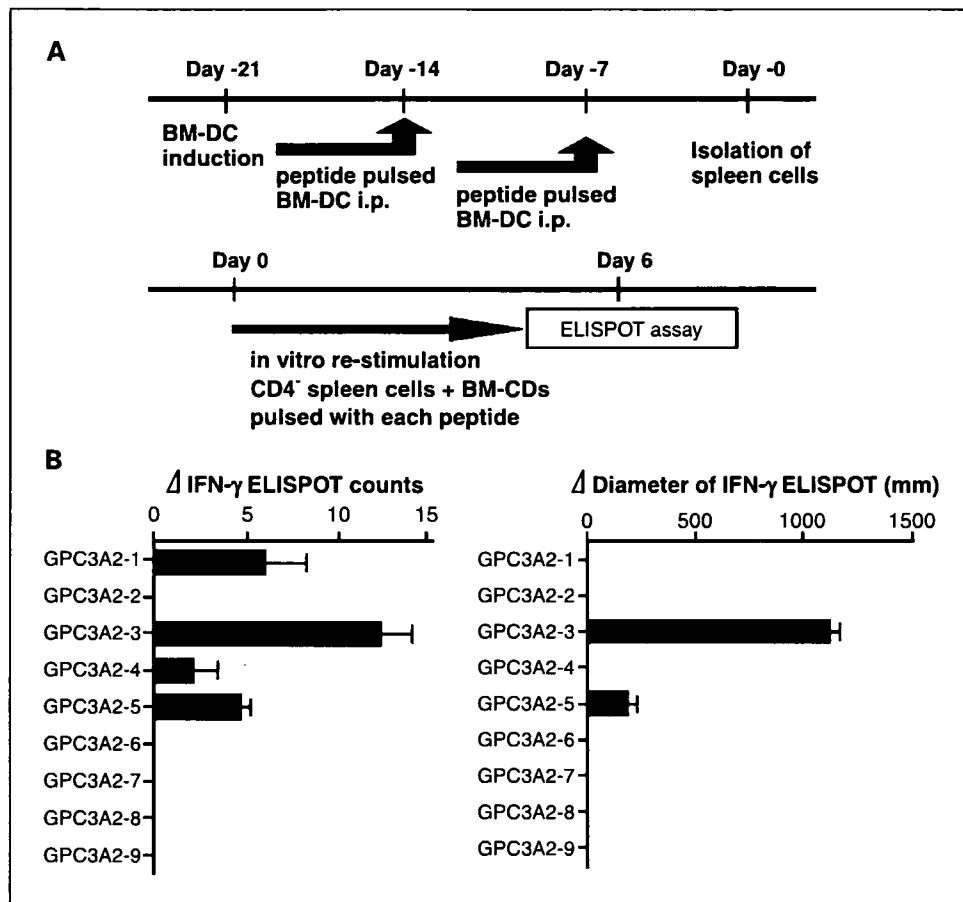 A
Day -21 Day -14 Day -7 Day -0
BM-DC
induction
peptide pulsed
BM-DC i.p.
peptide pulsed
BM-DC i.p.
Isolation of
spleen cells
Day 0 Day 6
ELISPOT assay
in vitro re-stimulation
CD4⁻ spleen cells + BM-CDs
pulsed with each peptide
B
Δ IFN-γ ELISPOT counts
0 5 10 15
GPC3A2-1
GPC3A2-2
GPC3A2-3
GPC3A2-4
GPC3A2-5
GPC3A2-6
GPC3A2-7
GPC3A2-8
GPC3A2-9
Δ Diameter of IFN-γ ELISPOT (mm)
0 500 1000 1500
GPC3A2-1
GPC3A2-2
GPC3A2-3
GPC3A2-4
GPC3A2-5
GPC3A2-6
GPC3A2-7
GPC3A2-8
GPC3A2-9